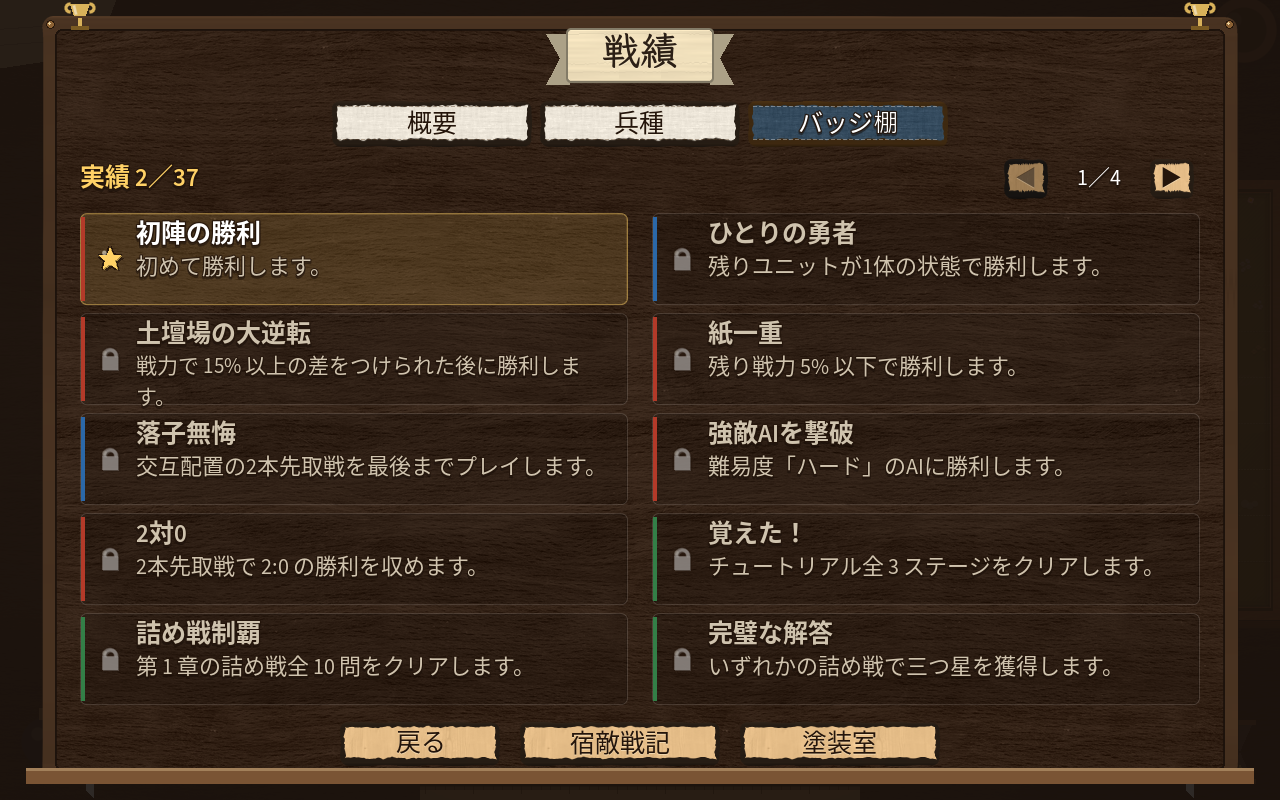 戦績
概要
兵種
バッジ棚
実績 2／37
1／4
初陣の勝利
初めて勝利します。
ひとりの勇者
残りユニットが1体の状態で勝利します。
土壇場の大逆転
戦力で 15% 以上の差をつけられた後に勝利しま
す。
紙一重
残り戦力 5% 以下で勝利します。
落子無悔
交互配置の2本先取戦を最後までプレイします。
強敵AIを撃破
難易度「ハード」のAIに勝利します。
2対0
2本先取戦で 2:0 の勝利を収めます。
覚えた！
チュートリアル全 3 ステージをクリアします。
詰め戦制覇
第 1 章の詰め戦全 10 問をクリアします。
完璧な解答
いずれかの詰め戦で三つ星を獲得します。
戻る
宿敵戦記
塗装室